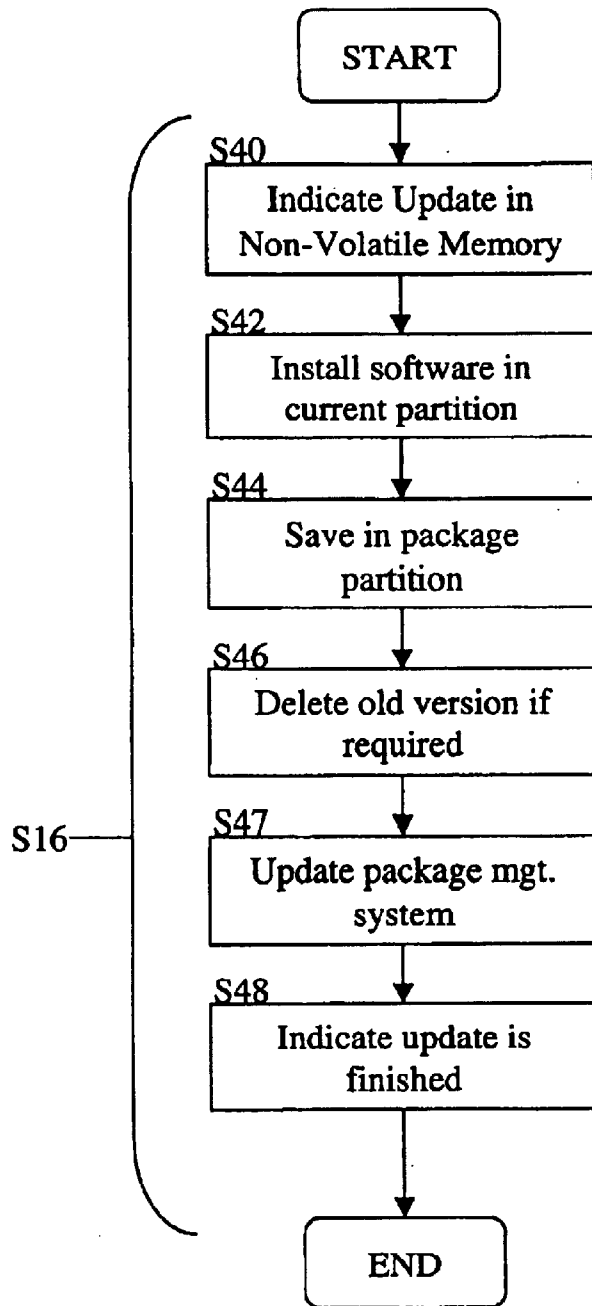 START
S40
Indicate Update in
Non-Volatile Memory
S42
Install software in
current partition
S44
Save in package
partition
S46
Delete old version if
required
S16
S47
Update package mgt.
system
S48
Indicate update is
finished
END